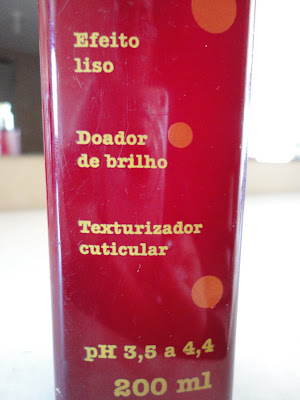 Efeito
liso
Doador
de brilho
Texturizador
cuticular
pH 3,5 a 4,4
200 ml